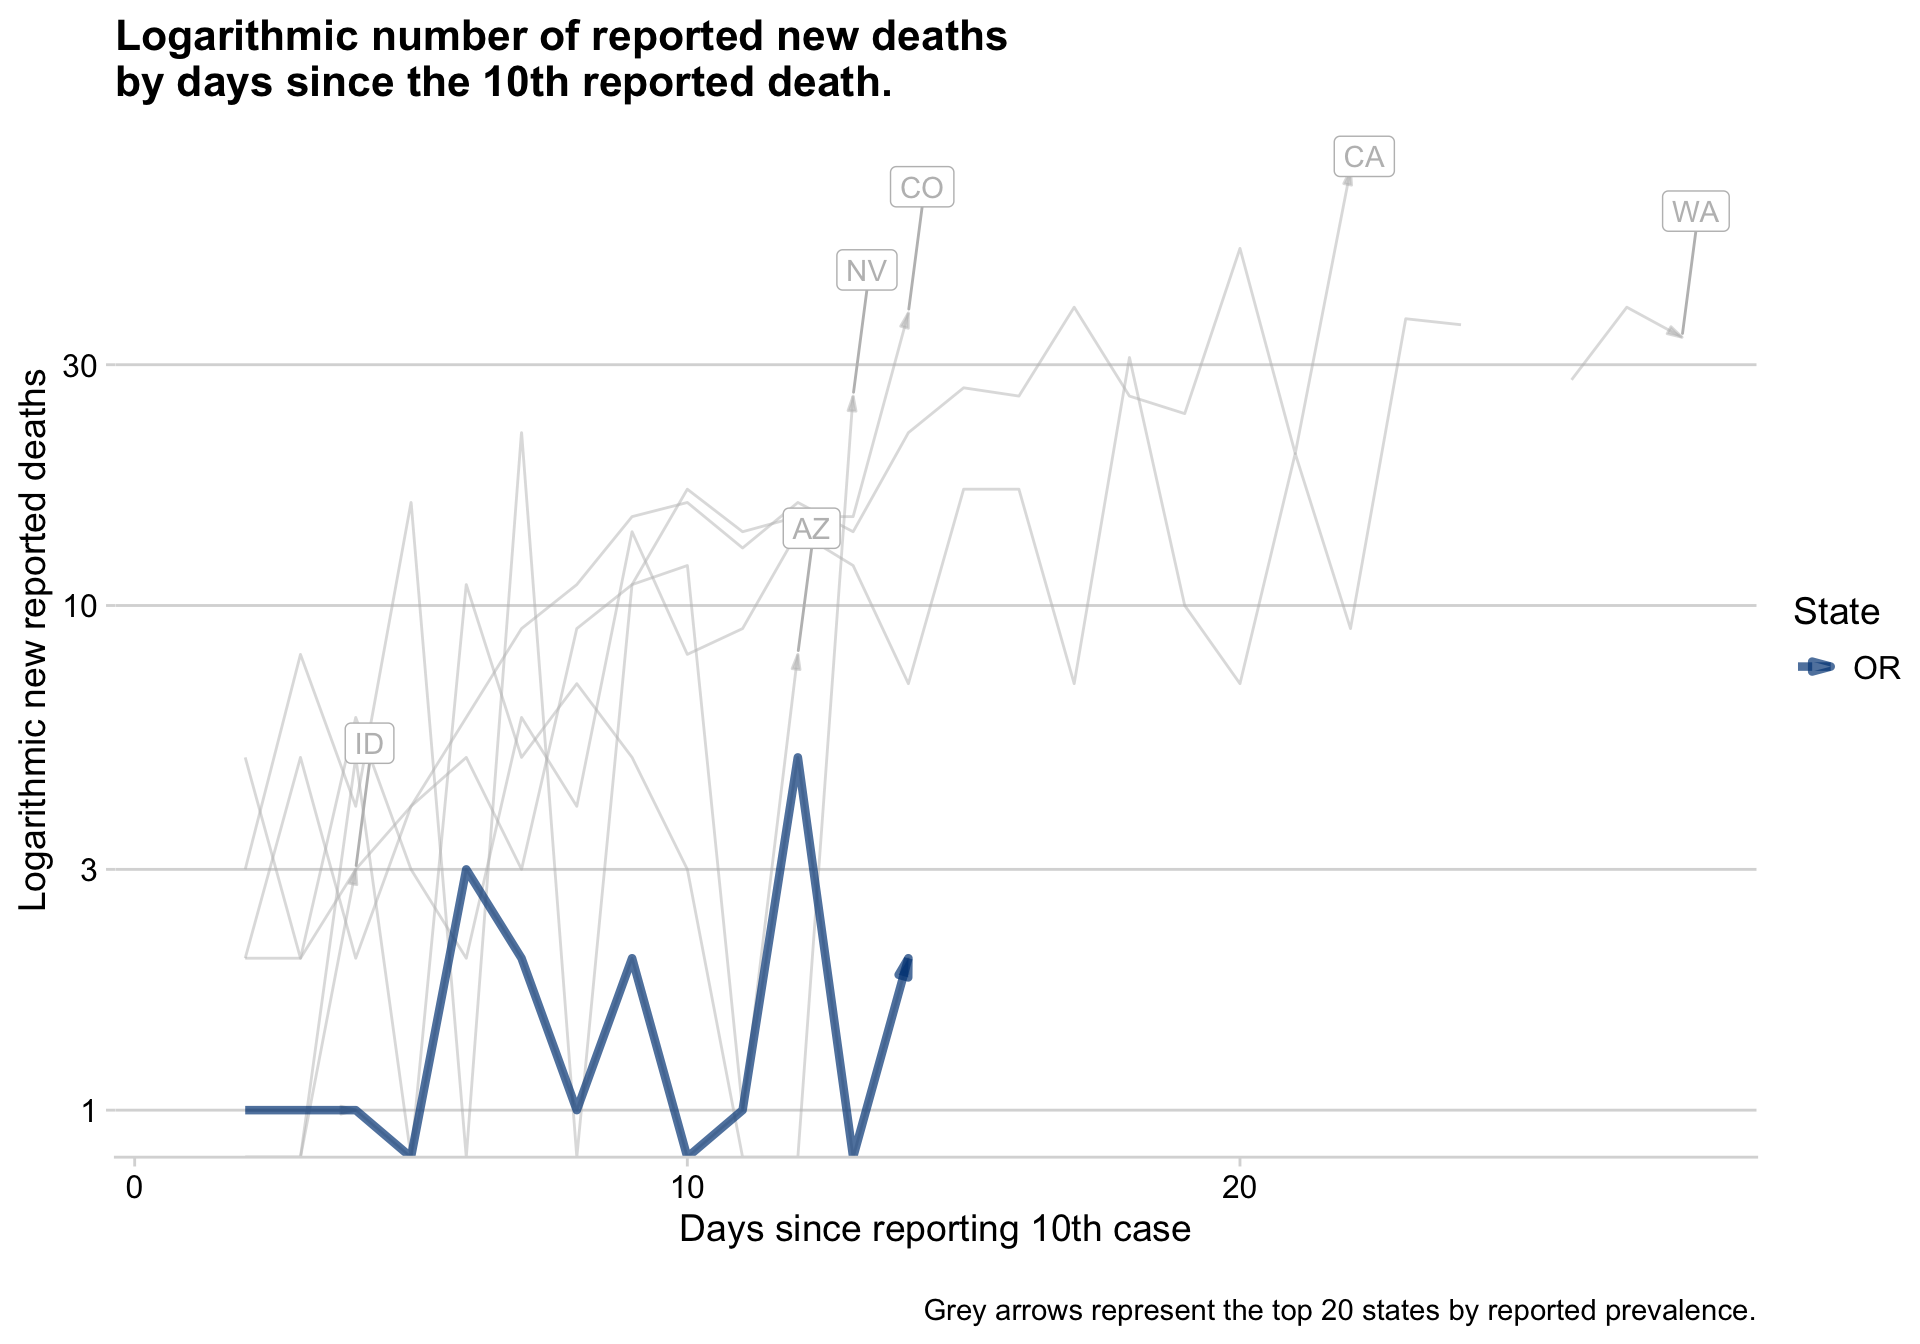 Logarithmic number of reported new deaths
by days since the 10th reported death.
CA
CO
WA
NV
AZ
ID
30
10
3
1
Logarithmic new reported deaths
0
10
20
Days since reporting 10th case
State
OR
Grey arrows represent the top 20 states by reported prevalence.